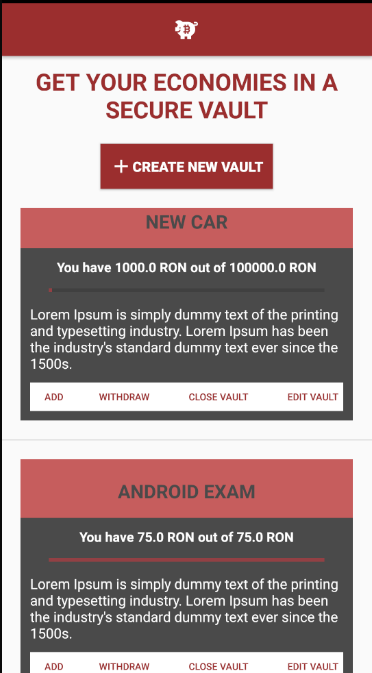 GET YOUR ECONOMIES IN A
SECURE VAULT
+ CREATE NEW VAULT
NEW CAR
You have 1000.0 RON out of 100000.0 RON
Lorem Ipsum is simply dummy text of the printing
and typesetting industry. Lorem Ipsum has been
the industry's standard dummy text ever since the
1500s.
ADD WITHDRAW CLOSE VAULT EDIT VAULT
ANDROID EXAM
You have 75.0 RON out of 75.0 RON
Lorem Ipsum is simply dummy text of the printing
and typesetting industry. Lorem Ipsum has been
the industry's standard dummy text ever since the
1500s.
ADD WITHDRAW CLOSE VAULT EDIT VAULT